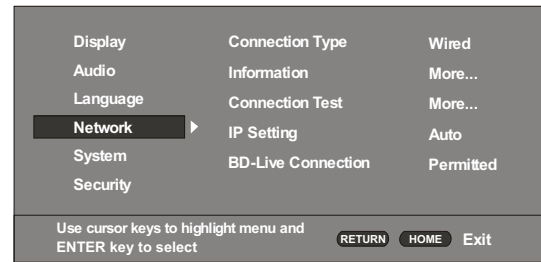 Display Connection Type Wired
Audio Information More...
Language Connection Test More...
Network IP Setting Auto
System BD-Live Connection Permitted
Security
Use cursor keys to highlight menu and
ENTER key to select RETURN HOME Exit